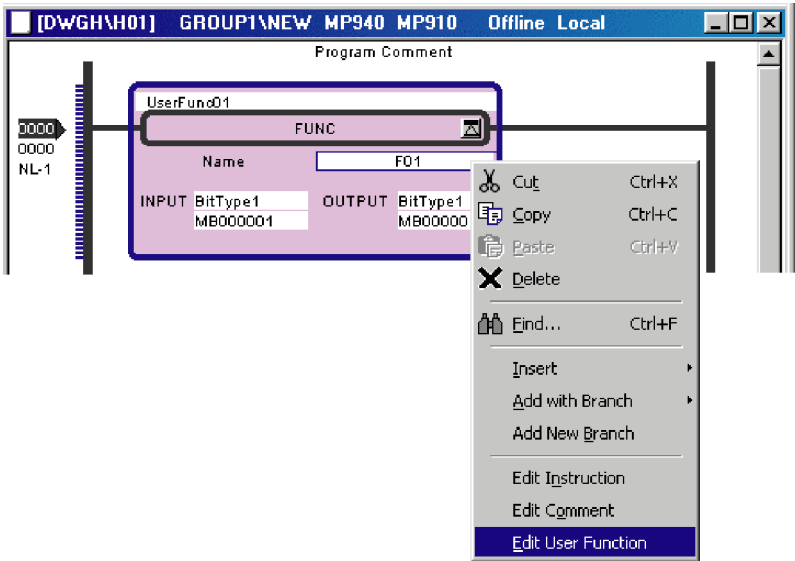 [DWGH\H01] GROUP1\NEW MP940 MP910 Offline Local
Program Comment
UserFunc01
FUNC
0000
0000
NL-1
Name F01
INPUT BitType1 OUTPUT BitType1
MB000001 MB00000
Cut Ctrl+X
Copy Ctrl+C
Paste Ctrl+V
Delete
Find... Ctrl+F
Insert
Add with Branch
Add New Branch
Edit Instruction
Edit Comment
Edit User Function